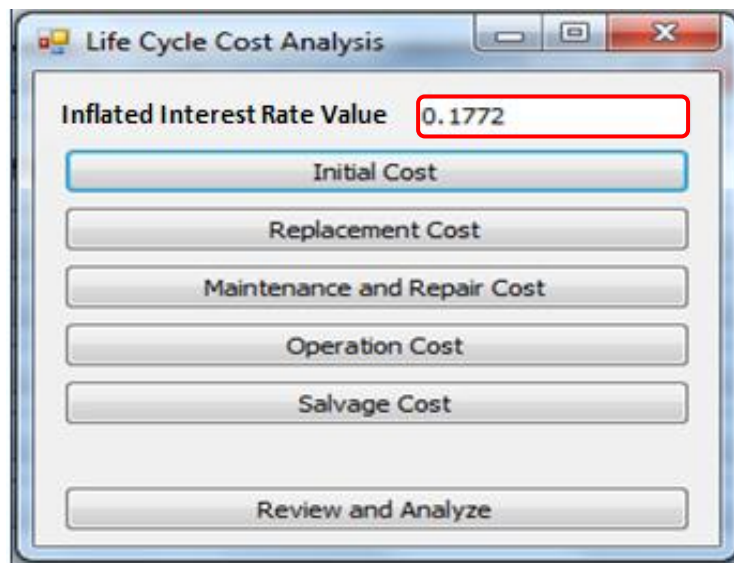 Life Cycle Cost Analysis
Inflated Interest Rate Value 0.1772
Initial Cost
Replacement Cost
Maintenance and Repair Cost
Operation Cost
Salvage Cost
Review and Analyze